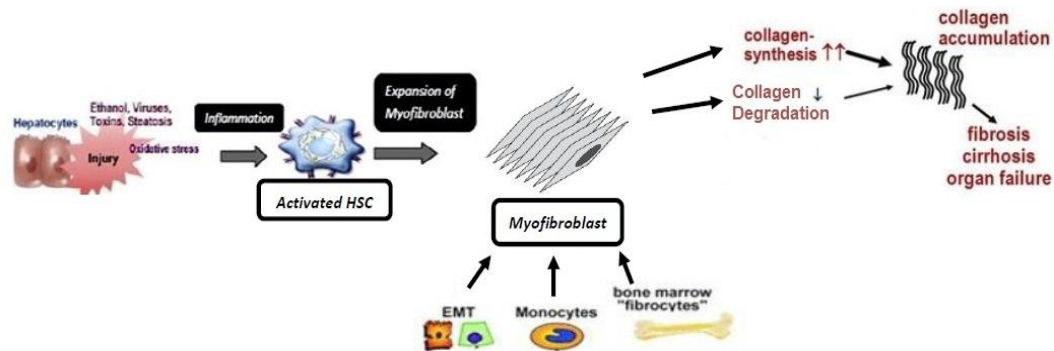 Hepatocytes
Ethanol, Viruses,
Toxins, Steatosis
Oxidative stress
Injury
Inflammation
Activated HSC
Expansion of
Myofibroblast
Myofibroblast
EMT
Monocytes
bone marrow
"fibrocytes"
collagen-
synthesis ↑↑
Collagen ↓
Degradation
collagen
accumulation
fibrosis
cirrhosis
organ failure